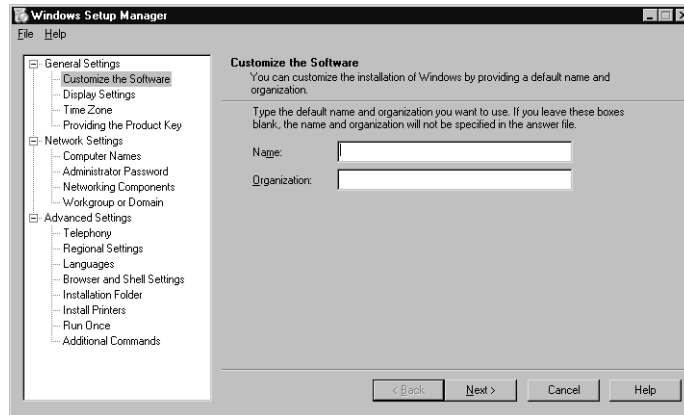 Windows Setup Manager
File Help
General Settings
Customize the Software
Display Settings
Time Zone
Providing the Product Key
Network Settings
Computer Names
Administrator Password
Networking Components
Workgroup or Domain
Advanced Settings
Telephony
Regional Settings
Languages
Browser and Shell Settings
Installation Folder
Install Printers
Run Once
Additional Commands
Customize the Software
You can customize the installation of Windows by providing a default name and
organization.
Type the default name and organization you want to use. If you leave these boxes
blank, the name and organization will not be specified in the answer file.
Name:
Organization:
< Back Next > Cancel Help